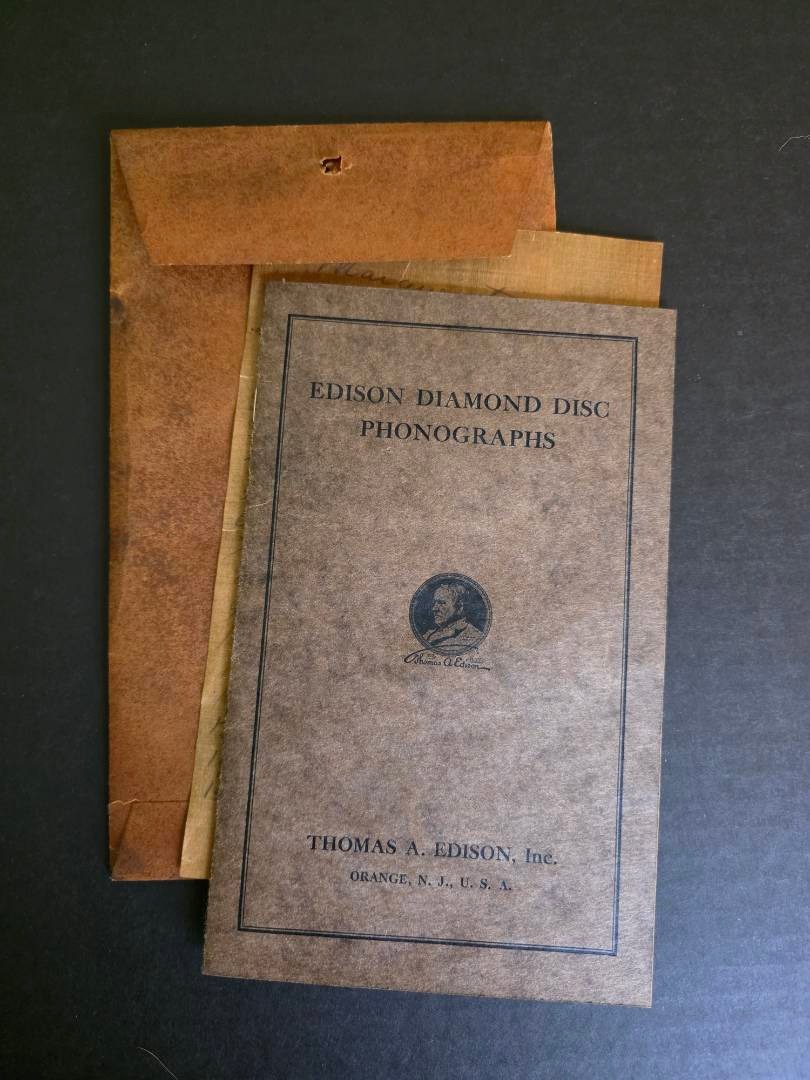 EDISON DIAMOND DISC
PHONOGRAPHS
Thomas A. Edison
THOMAS A. EDISON, Inc.
ORANGE, N. J., U. S. A.